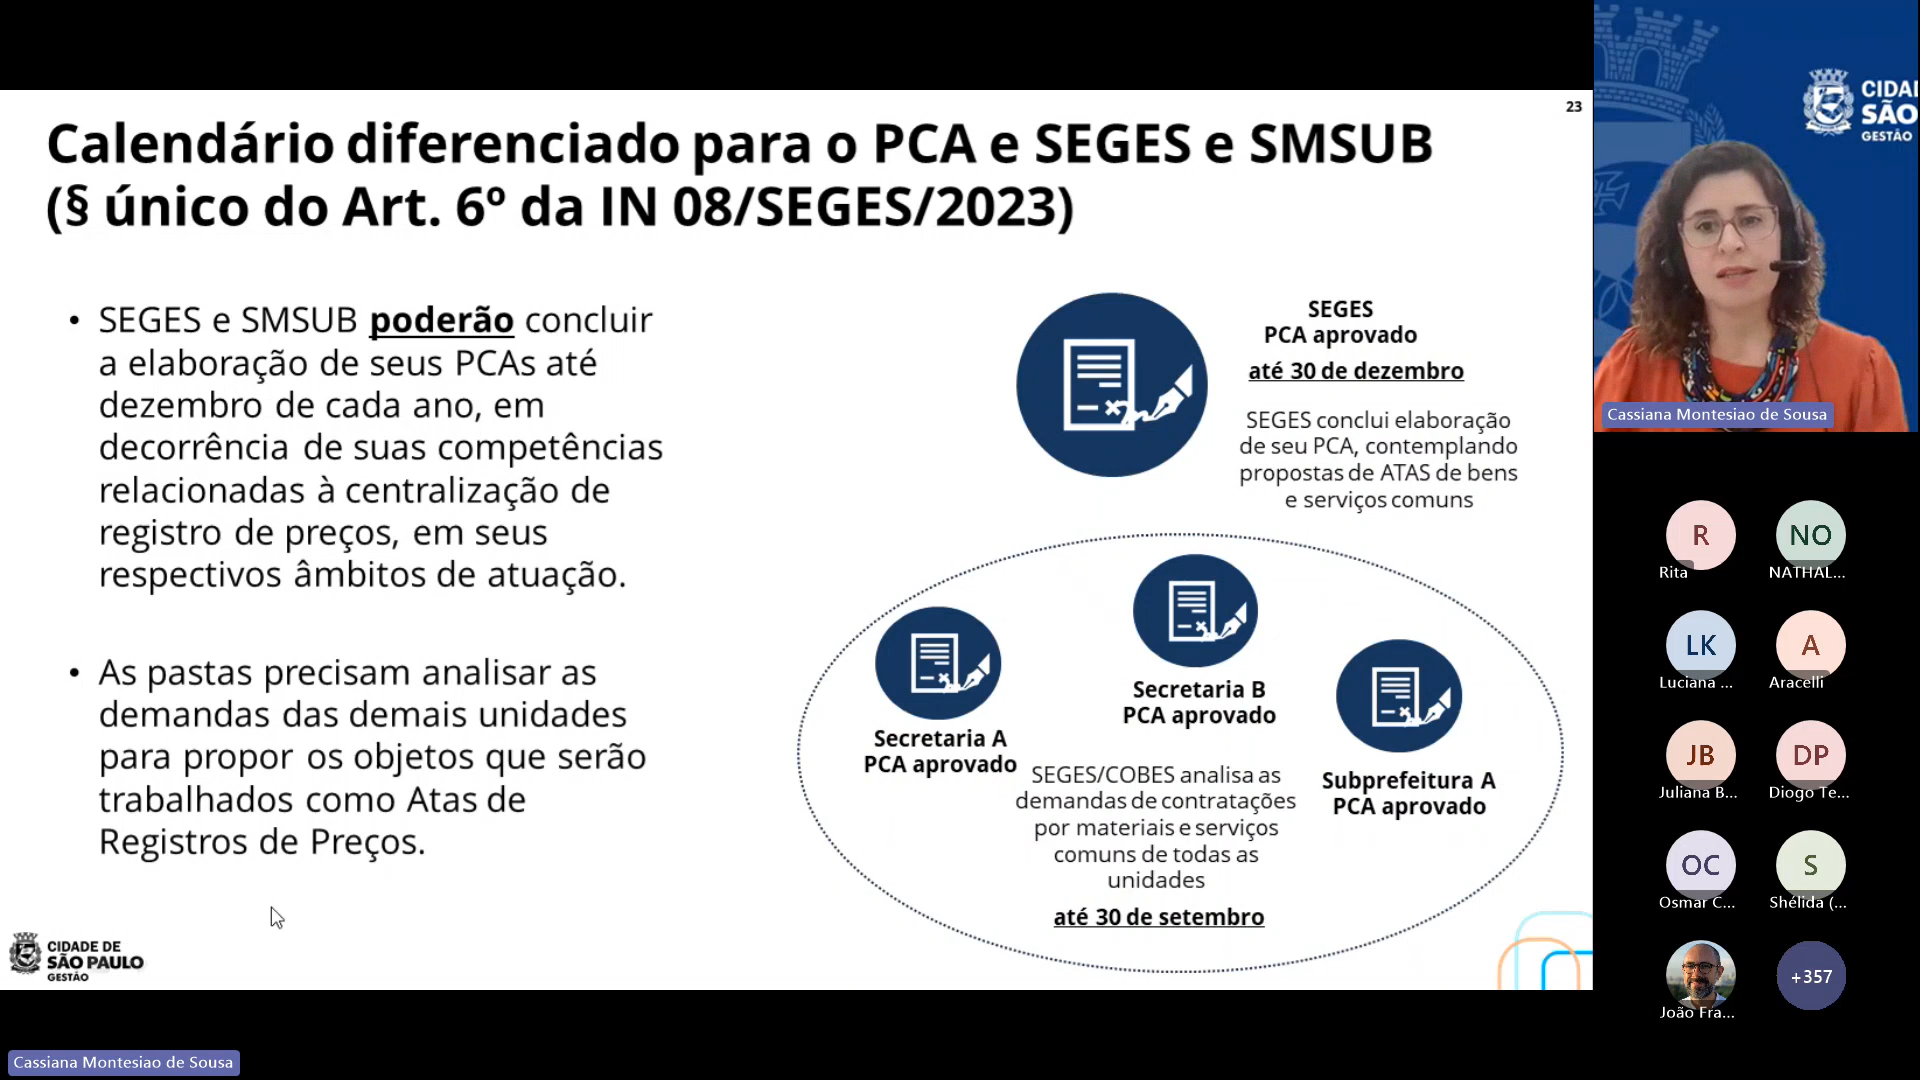 23
Calendário diferenciado para o PCA e SEGES e SMSUB
(§ único do Art. 6º da IN 08/SEGES/2023)
• SEGES e SMSUB poderão concluir
a elaboração de seus PCAs até
dezembro de cada ano, em
decorrência de suas competências
relacionadas à centralização de
registro de preços, em seus
respectivos âmbitos de atuação.
• As pastas precisam analisar as
demandas das demais unidades
para propor os objetos que serão
trabalhados como Atas de
Registros de Preços.
SEGES
PCA aprovado
até 30 de dezembro
SEGES conclui elaboração
de seu PCA, contemplando
propostas de ATAS de bens
e serviços comuns
Secretaria A
PCA aprovado
Secretaria B
PCA aprovado
Subprefeitura A
PCA aprovado
SEGES/COBES analisa as
demandas de contratações
por materiais e serviços
comuns de todas as
unidades
até 30 de setembro
CIDADE DE
SÃO PAULO
GESTÃO
Cassiana Montesiao de Sousa
CIDA
SÃO
GESTÃO
Cassiana Montesiao de Sousa
R
Rita
NO
NATHAL...
LK
Luciana ...
A
Aracelli
JB
Juliana B...
DP
Diogo Te...
OC
Osmar C...
S
Shélida (...
João Fra...
+357